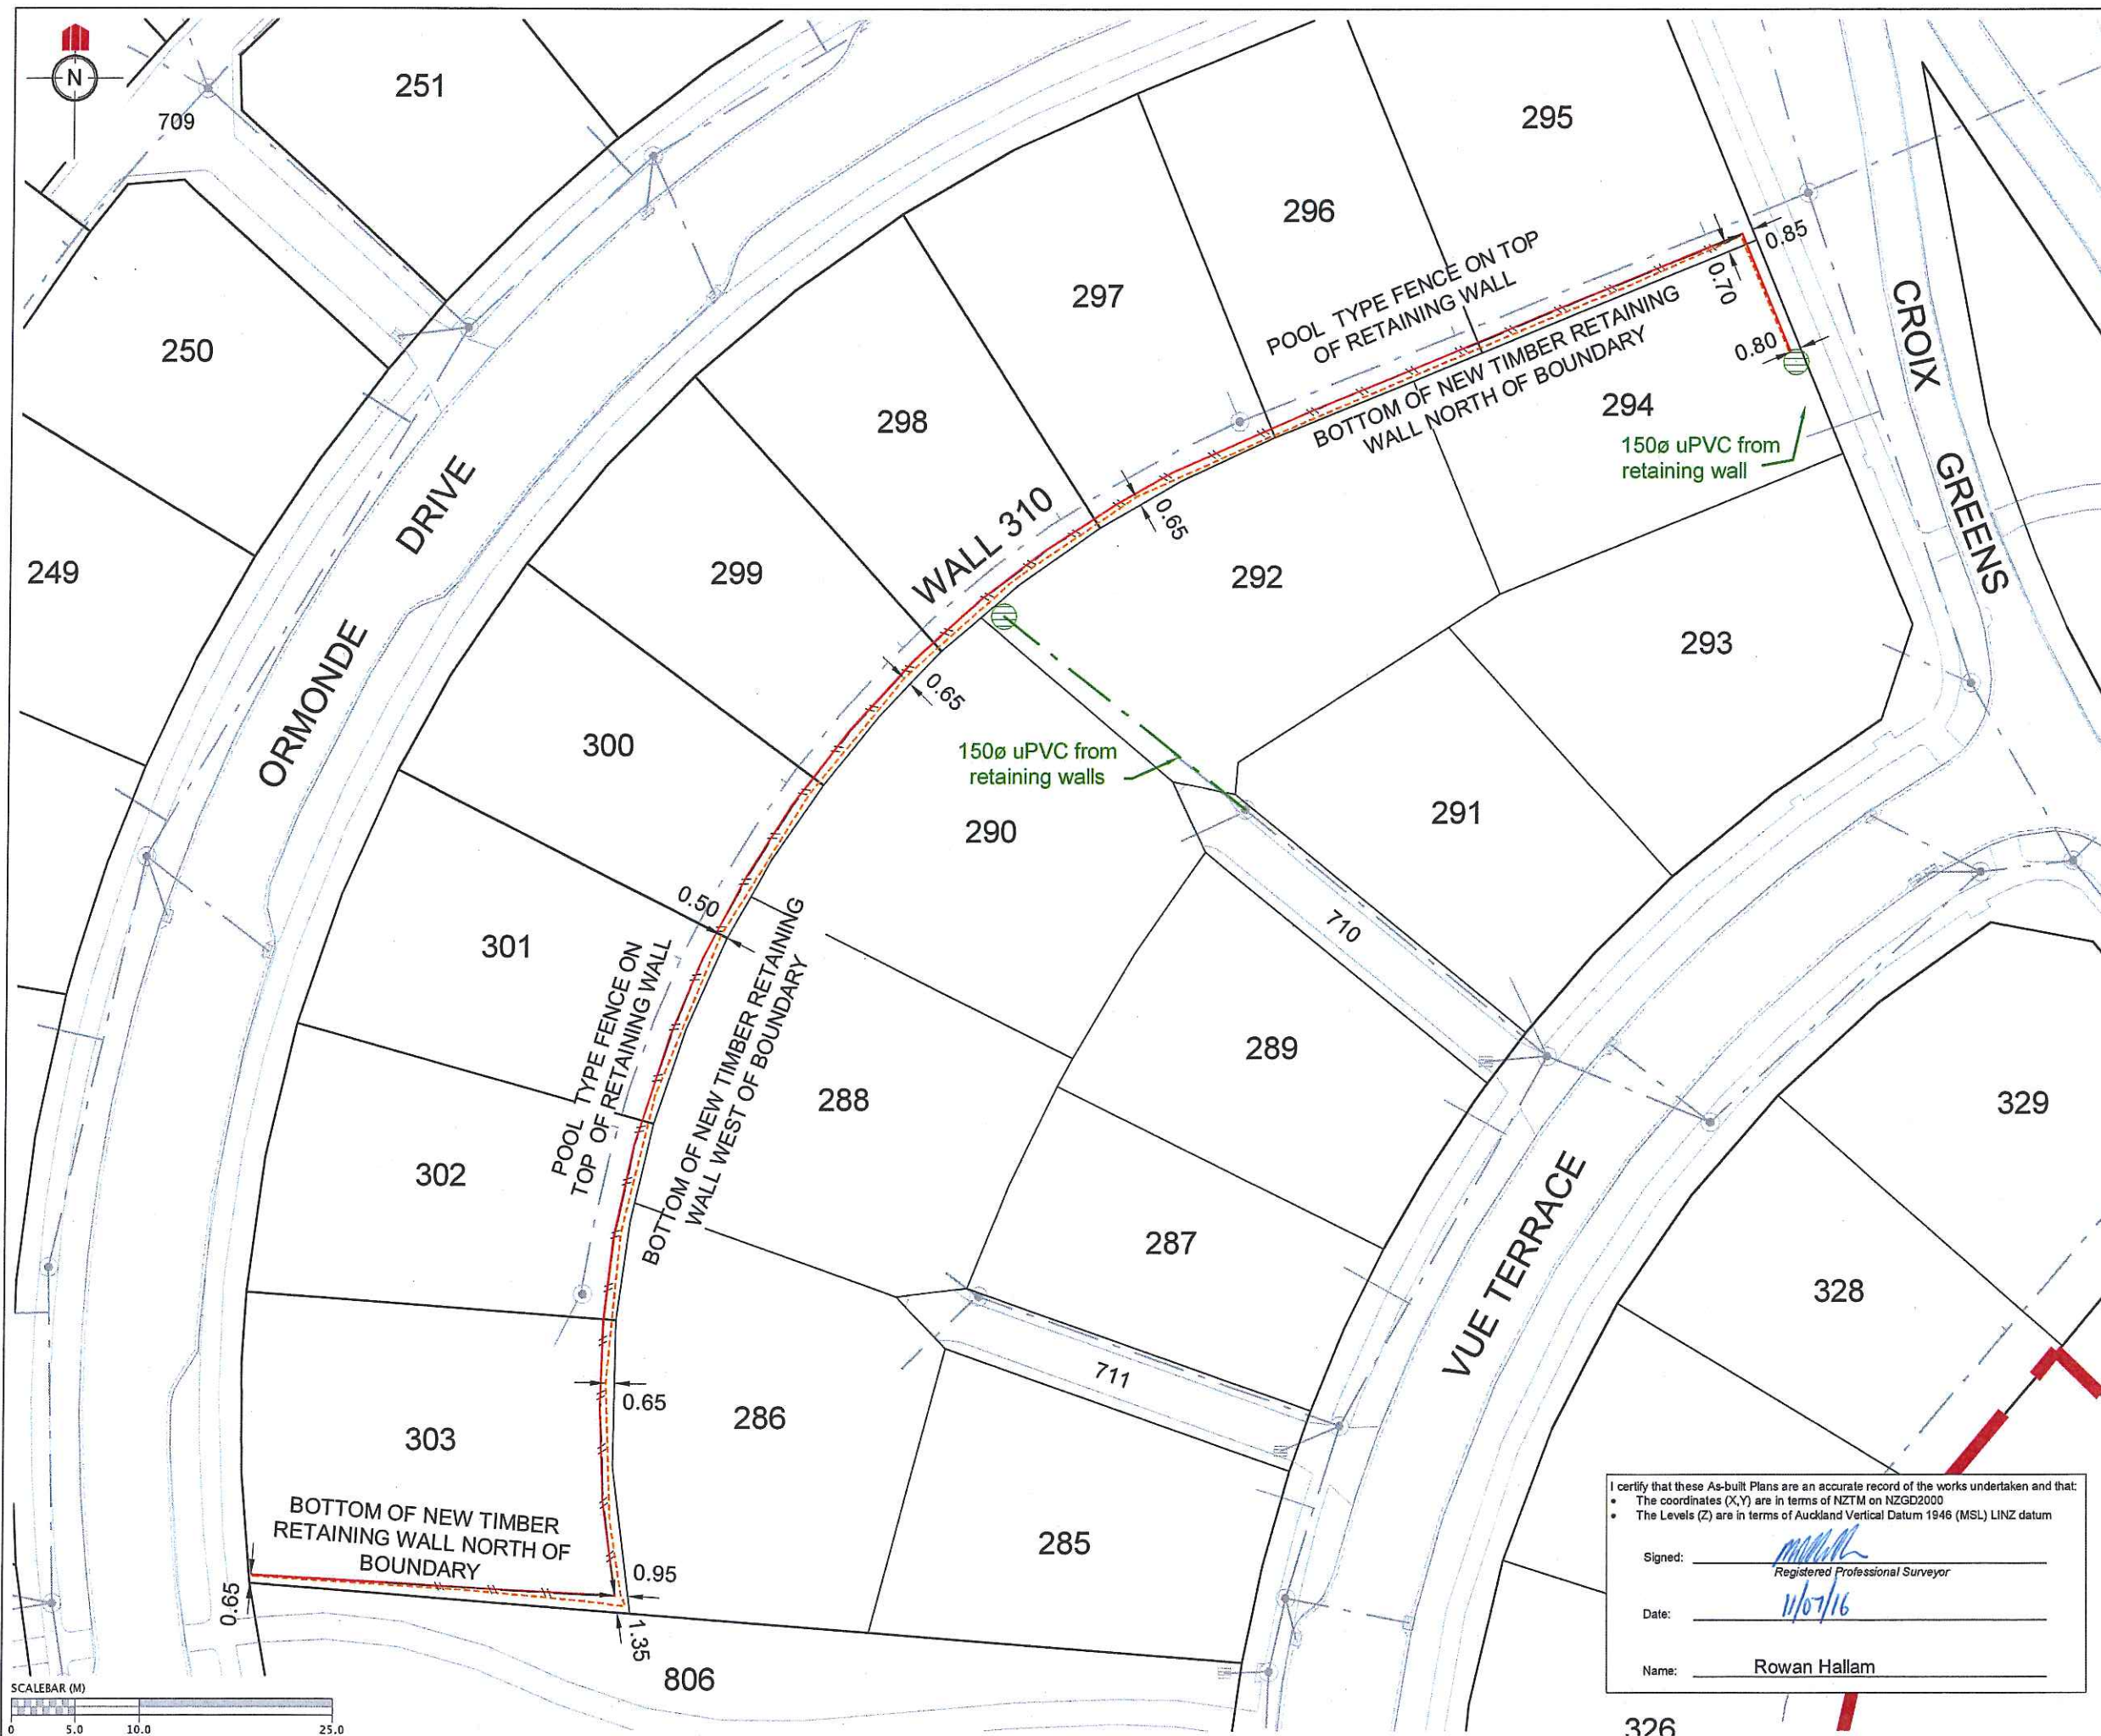 N
251
709
295
296
0.85
POOL TYPE FENCE ON TOP
OF RETAINING WALL
0.70
CROIX
GREENS
297
250
BOTTOM OF NEW TIMBER RETAINING
WALL NORTH OF BOUNDARY
0.80
294
298
150ø uPVC from
retaining wall
ORMONDE
DRIVE
WALL 310
0.65
249
299
292
293
0.65
300
150ø uPVC from
retaining walls
290
291
0.50
710
301
POOL TYPE FENCE ON
TOP OF RETAINING WALL
BOTTOM OF NEW TIMBER RETAINING
WALL WEST OF BOUNDARY
289
288
329
302
287
VUE TERRACE
328
711
0.65
286
303
BOTTOM OF NEW TIMBER
RETAINING WALL NORTH OF
BOUNDARY
285
0.95
0.65
1.35
806
I certify that these As-built Plans are an accurate record of the works undertaken and that:
• The coordinates (X,Y) are in terms of NZTM on NZGD2000
• The Levels (Z) are in terms of Auckland Vertical Datum 1946 (MSL) LINZ datum
Signed:
Registered Professional Surveyor
Date: 11/07/16
Name: Rowan Hallam
326
SCALEBAR (M)
0 5.0 10.0 25.0